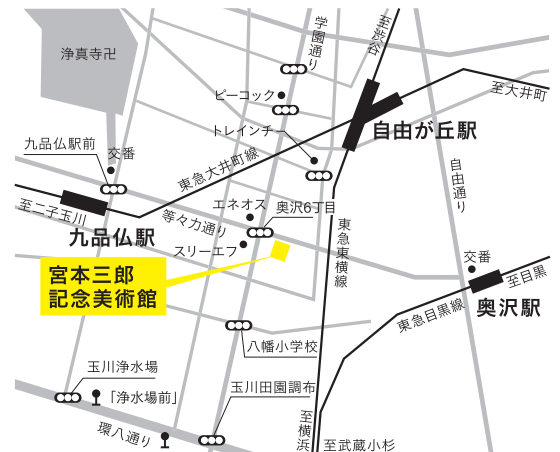 学園通り
至渋谷
浄真寺卍
ピーコック
至大井町
トレインチ
自由が丘駅
九品仏駅前
交番
東急大井町線
自由通り
至二子玉川
等々力通り
エネオス
奥沢6丁目
九品仏駅
スリーエフ
東急東横線
宮本三郎
記念美術館
交番
至目黒
奥沢駅
東急目黒線
八幡小学校
玉川浄水場
「浄水場前」
玉川田園調布
環八通り
至横浜
至武蔵小杉